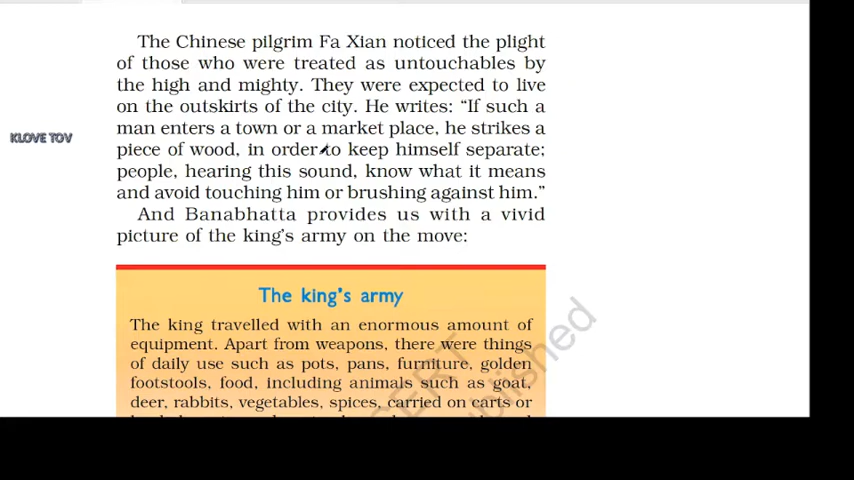 The Chinese pilgrim Fa Xian noticed the plight
of those who were treated as untouchables by
the high and mighty. They were expected to live
on the outskirts of the city. He writes: “If such a
man enters a town or a market place, he strikes a
KLOVE TOV
piece of wood, in order to keep himself separate;
people, hearing this sound, know what it means
and avoid touching him or brushing against him.”
And Banabhatta provides us with a vivid
picture of the king’s army on the move:
The king’s army
The king travelled with an enormous amount of
equipment. Apart from weapons, there were things
of daily use such as pots, pans, furniture, golden
footstools, food, including animals such as goat,
deer, rabbits, vegetables, spices, carried on carts or